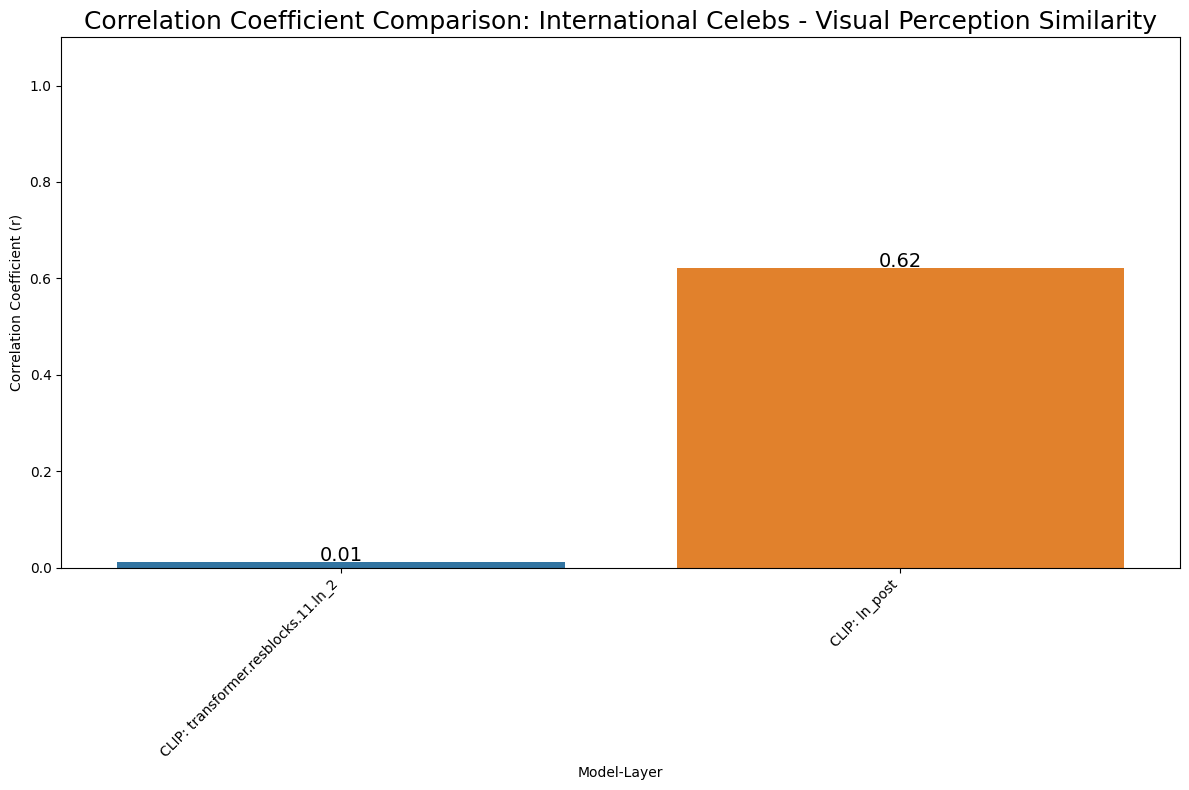 Correlation Coefficient Comparison: International Celebs - Visual Perception Similarity
Correlation Coefficient (r)
1.0
0.8
0.6
0.4
0.2
0.0
0.01
0.62
CLIP: transformer.resblocks.11.ln_2
CLIP: ln_post
Model-Layer